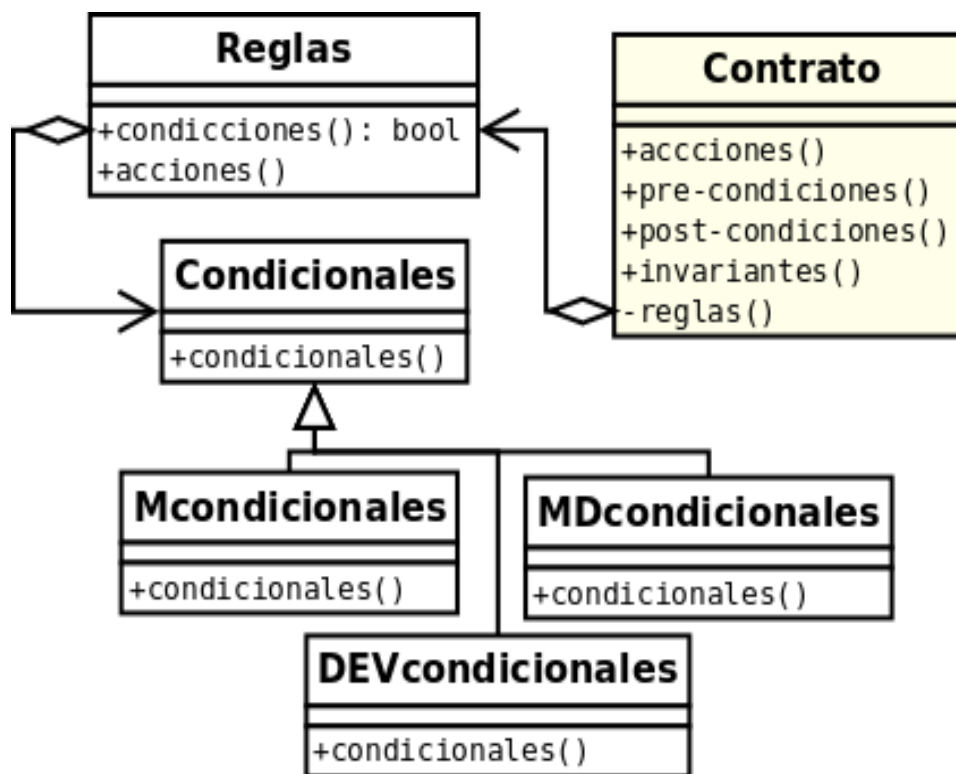 Reglas
+condicciones(): bool
+acciones()
Contrato
+accciones()
+pre-condiciones()
+post-condiciones()
+invariantes()
-reglas()
Condicionales
+condicionales()
Mcondicionales
+condicionales()
MDcondicionales
+condicionales()
DEVcondicionales
+condicionales()